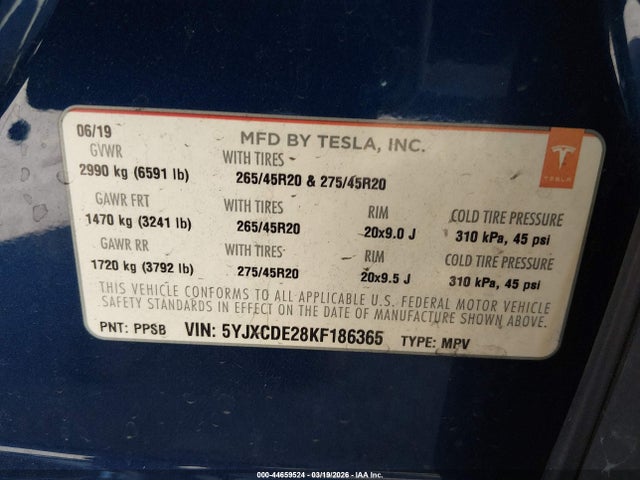 06/19
MFD BY TESLA, INC.
TESLA
GVWR
WITH TIRES
2990 kg (6591 lb)
265/45R20 & 275/45R20
GAWR FRT
WITH TIRES
RIM
COLD TIRE PRESSURE
1470 kg (3241 lb)
265/45R20
20x9.0 J
310 kPa, 45 psi
GAWR RR
WITH TIRES
RIM
COLD TIRE PRESSURE
1720 kg (3792 lb)
275/45R20
20x9.5 J
310 kPa, 45 psi
THIS VEHICLE CONFORMS TO ALL APPLICABLE U.S. FEDERAL MOTOR VEHICLE
SAFETY STANDARDS IN EFFECT ON THE DATE OF MANUFACTURE SHOWN ABOVE.
PNT: PPSB VIN: 5YJXCDE28KF186365 TYPE: MPV
000-44659524 - 03/19/2026 - IAA Inc.